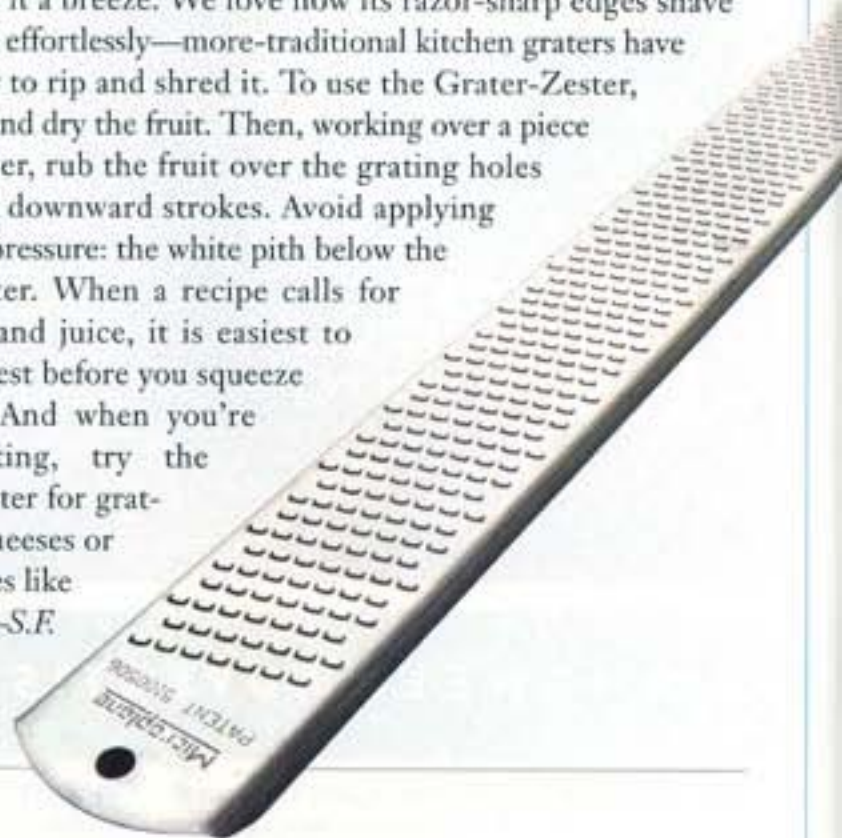 it a breeze. We love how its razor-sharp edges shave
effortlessly—more-traditional kitchen graters have
to rip and shred it. To use the Grater-Zester,
nd dry the fruit. Then, working over a piece
er, rub the fruit over the grating holes
downward strokes. Avoid applying
pressure: the white pith below the
ter. When a recipe calls for
and juice, it is easiest to
est before you squeeze
And when you're
ting, try the
ter for grat-
heeses or
es like
-S.F.
PATENT
Microplane